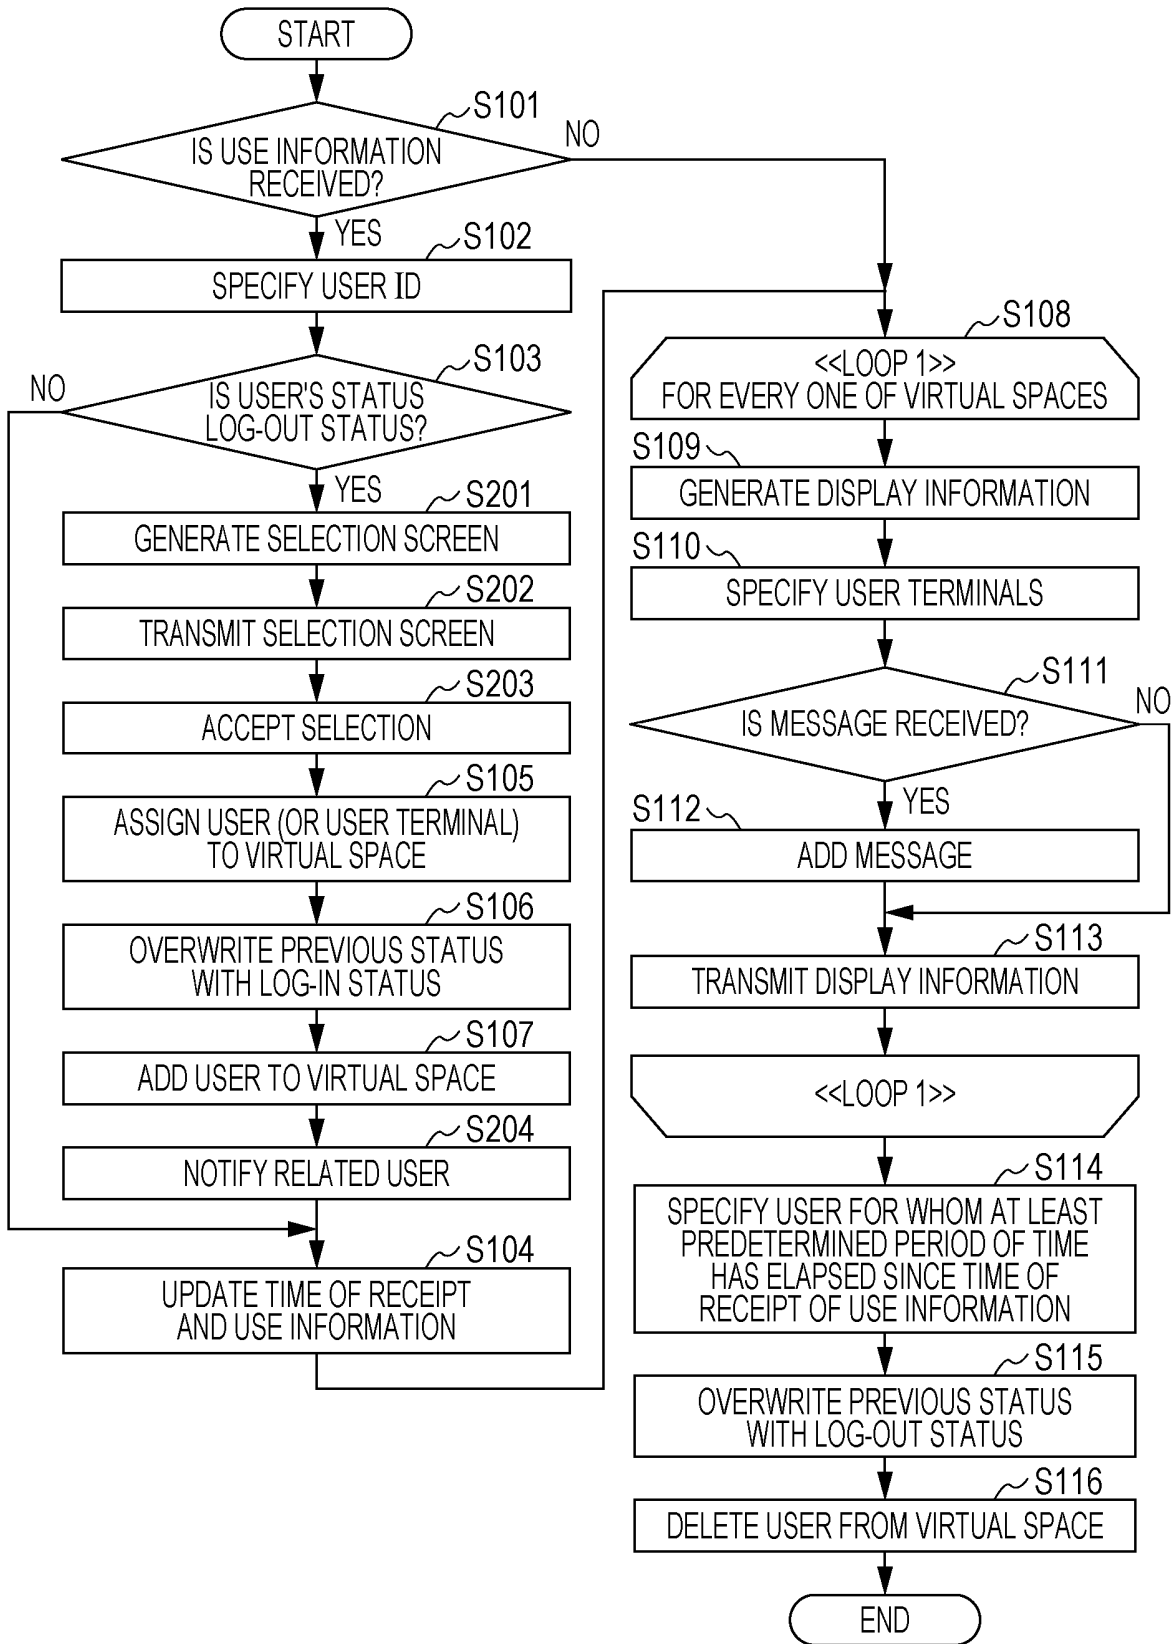 START
S101
IS USE INFORMATION
RECEIVED?
NO
YES
S102
SPECIFY USER ID
S103
NO
IS USER'S STATUS
LOG-OUT STATUS?
YES
S201
GENERATE SELECTION SCREEN
S202
TRANSMIT SELECTION SCREEN
S203
ACCEPT SELECTION
S105
ASSIGN USER (OR USER TERMINAL)
TO VIRTUAL SPACE
S106
OVERWRITE PREVIOUS STATUS
WITH LOG-IN STATUS
S107
ADD USER TO VIRTUAL SPACE
S204
NOTIFY RELATED USER
S104
UPDATE TIME OF RECEIPT
AND USE INFORMATION
S108
<<LOOP 1>>
FOR EVERY ONE OF VIRTUAL SPACES
S109
GENERATE DISPLAY INFORMATION
S110
SPECIFY USER TERMINALS
S111
IS MESSAGE RECEIVED?
NO
YES
S112
ADD MESSAGE
S113
TRANSMIT DISPLAY INFORMATION
<<LOOP 1>>
S114
SPECIFY USER FOR WHOM AT LEAST
PREDETERMINED PERIOD OF TIME
HAS ELAPSED SINCE TIME OF
RECEIPT OF USE INFORMATION
S115
OVERWRITE PREVIOUS STATUS
WITH LOG-OUT STATUS
S116
DELETE USER FROM VIRTUAL SPACE
END